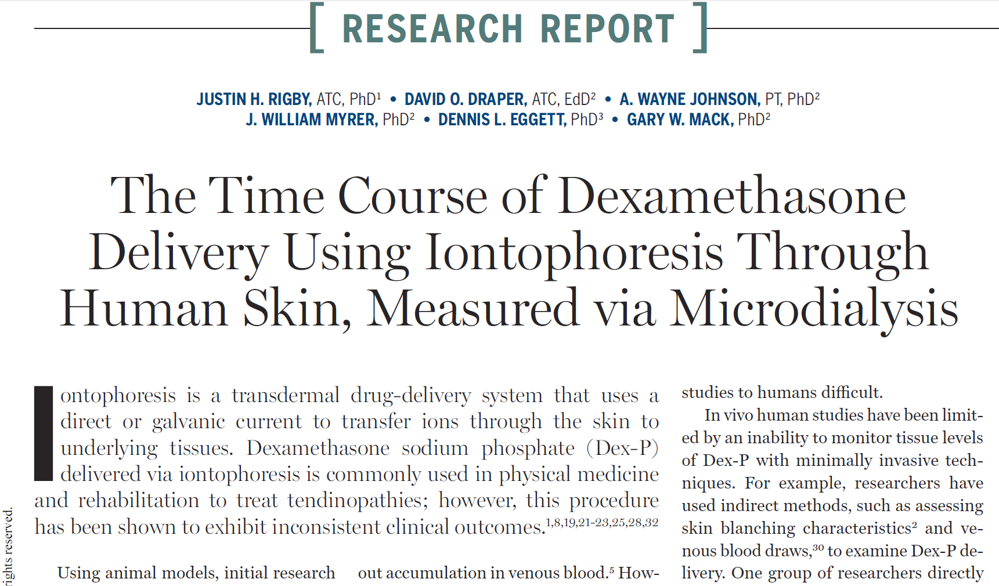 [ RESEARCH REPORT ]
JUSTIN H. RIGBY, ATC, PhD¹ • DAVID O. DRAPER, ATC, EdD² • A. WAYNE JOHNSON, PT, PhD²
J. WILLIAM MYRER, PhD² • DENNIS L. EGGETT, PhD³ • GARY W. MACK, PhD²
The Time Course of Dexamethasone
Delivery Using Iontophoresis Through
Human Skin, Measured via Microdialysis
Iontophoresis is a transdermal drug-delivery system that uses a
direct or galvanic current to transfer ions through the skin to
underlying tissues. Dexamethasone sodium phosphate (Dex-P)
delivered via iontophoresis is commonly used in physical medicine
and rehabilitation to treat tendinopathies; however, this procedure
has been shown to exhibit inconsistent clinical outcomes.¹,⁸,¹⁹,²¹⁻²³,²⁵,²⁸,³²
Using animal models, initial research
out accumulation in venous blood.⁵ How-
studies to humans difficult.
In vivo human studies have been limit-
ed by an inability to monitor tissue levels
of Dex-P with minimally invasive tech-
niques. For example, researchers have
used indirect methods, such as assessing
skin blanching characteristics² and ve-
nous blood draws,³⁰ to examine Dex-P de-
livery. One group of researchers directly
rights reserved.